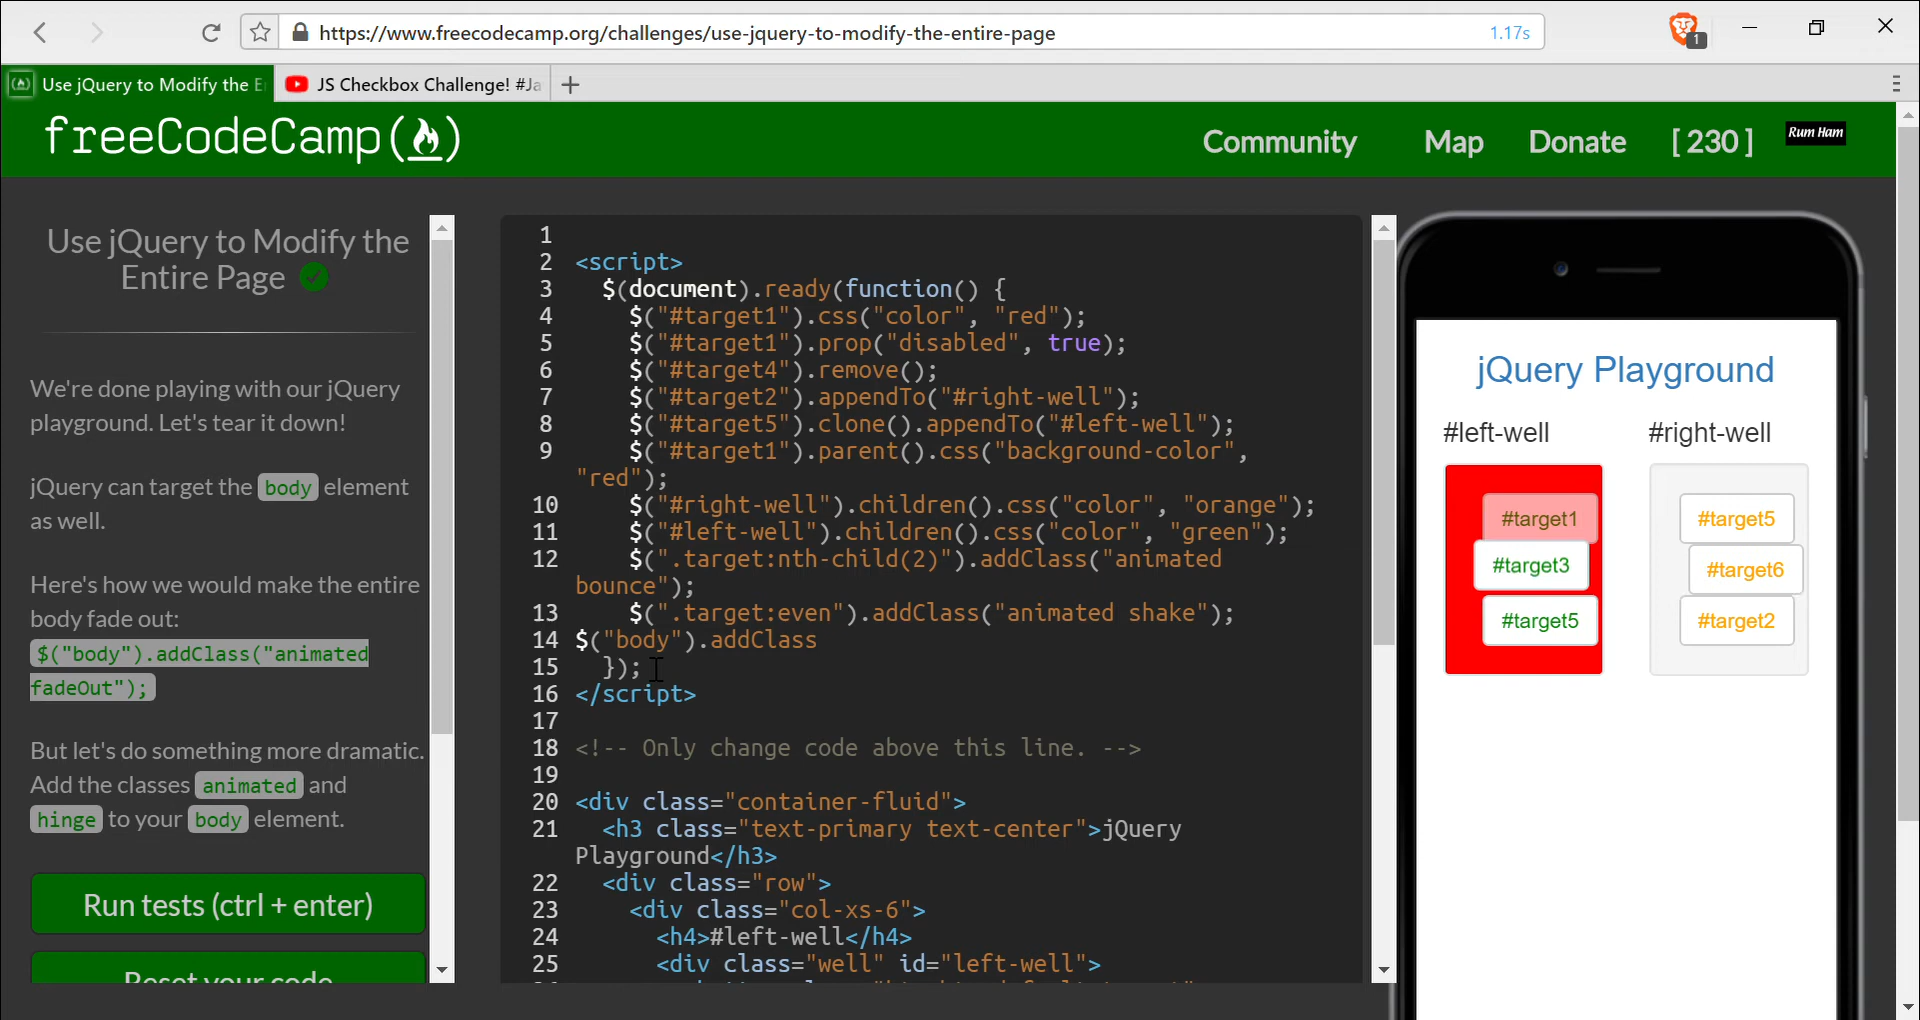 https://www.freecodecamp.org/challenges/use-jquery-to-modify-the-entire-page
1.17s
1
Use jQuery to Modify the E
JS Checkbox Challenge! #Ja
freeCodeCamp
Community
Map
Donate
[ 230 ]
Rum Ham
Use jQuery to Modify the
Entire Page
We're done playing with our jQuery
playground. Let's tear it down!
jQuery can target the body element
as well.
Here's how we would make the entire
body fade out:
$("body").addClass("animated
fadeOut");
But let's do something more dramatic.
Add the classes animated and
hinge to your body element.
Run tests (ctrl + enter)
Reset your code
1
2 <script>
3 $(document).ready(function() {
4 $("#target1").css("color", "red");
5 $("#target1").prop("disabled", true);
6 $("#target4").remove();
7 $("#target2").appendTo("#right-well");
8 $("#target5").clone().appendTo("#left-well");
9 $("#target1").parent().css("background-color",
"red");
10 $("#right-well").children().css("color", "orange");
11 $("#left-well").children().css("color", "green");
12 $(".target:nth-child(2)").addClass("animated
bounce");
13 $(".target:even").addClass("animated shake");
14 $("body").addClass
15 });
16 </script>
17
18 <!-- Only change code above this line. -->
19
20 <div class="container-fluid">
21 <h3 class="text-primary text-center">jQuery
Playground</h3>
22 <div class="row">
23 <div class="col-xs-6">
24 <h4>#left-well</h4>
25 <div class="well" id="left-well">
jQuery Playground
#left-well
#right-well
#target1
#target3
#target5
#target5
#target6
#target2